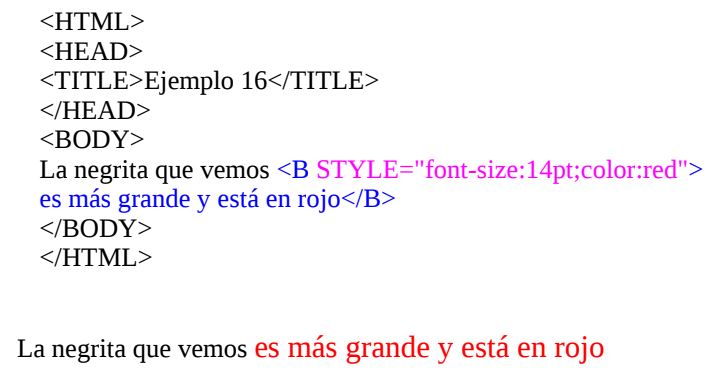 <HTML>
<HEAD>
<TITLE>Ejemplo 16</TITLE>
</HEAD>
<BODY>
La negrita que vemos <B STYLE="font-size:14pt;color:red">
es más grande y está en rojo</B>
</BODY>
</HTML>
La negrita que vemos es más grande y está en rojo